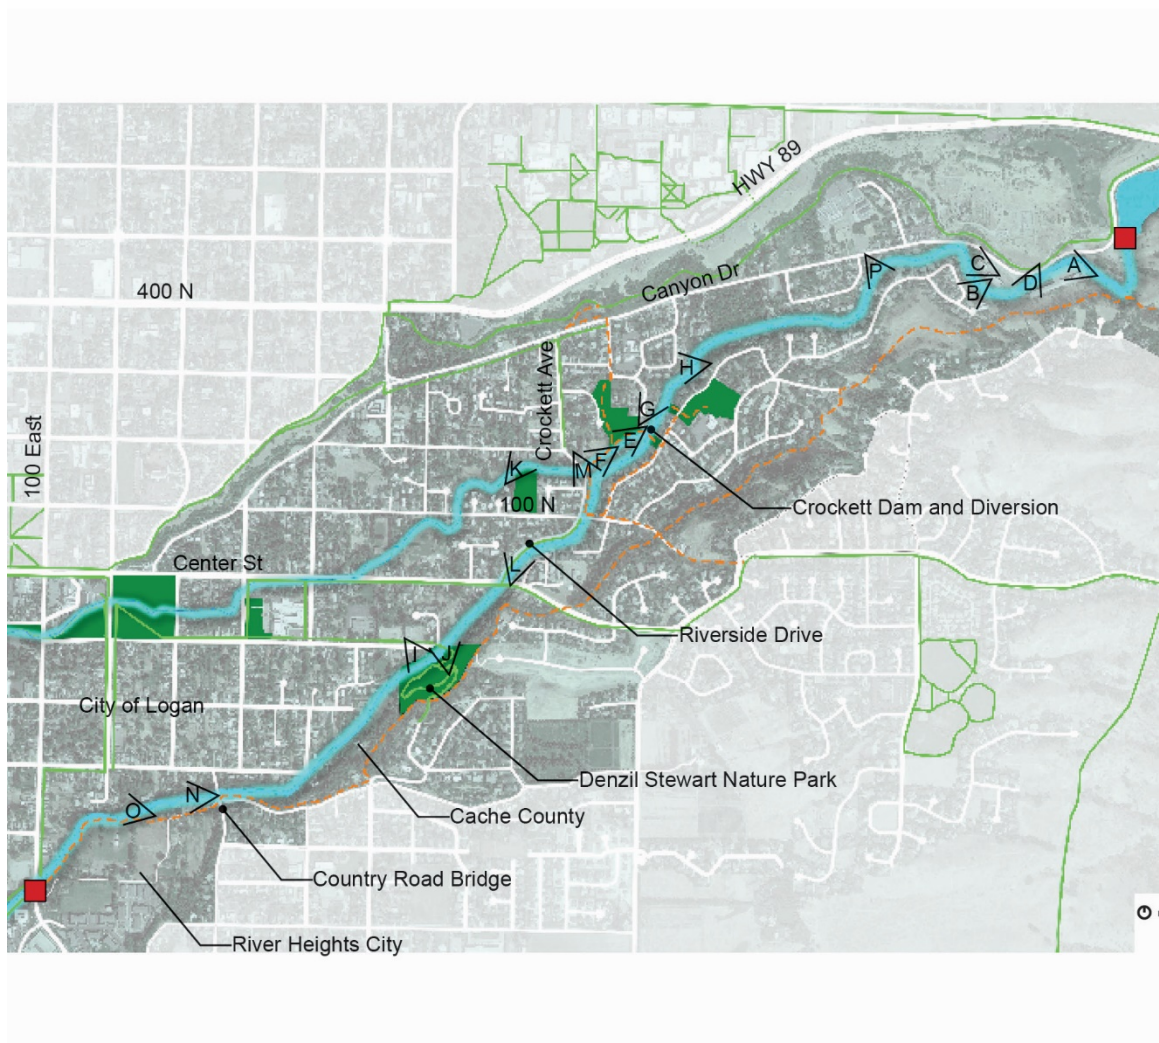 HWY 89
400 N
Canyon Dr
P
C
B
D
A
Crockett Ave
100 East
H
G
E
F
M
K
100 N
Crockett Dam and Diversion
Center St
L
Riverside Drive
I
J
City of Logan
Denzil Stewart Nature Park
N
O
Cache County
Country Road Bridge
River Heights City